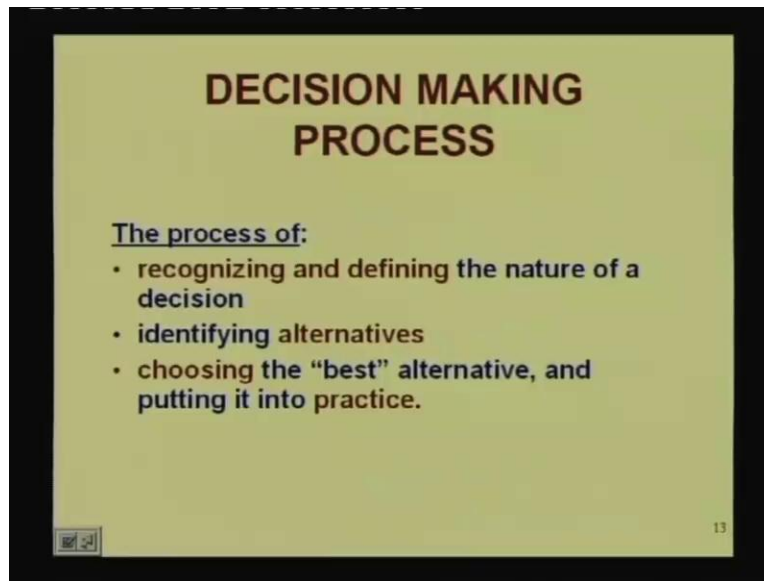 DECISION MAKING
PROCESS
The process of:
• recognizing and defining the nature of a
decision
• identifying alternatives
• choosing the “best” alternative, and
putting it into practice.
13